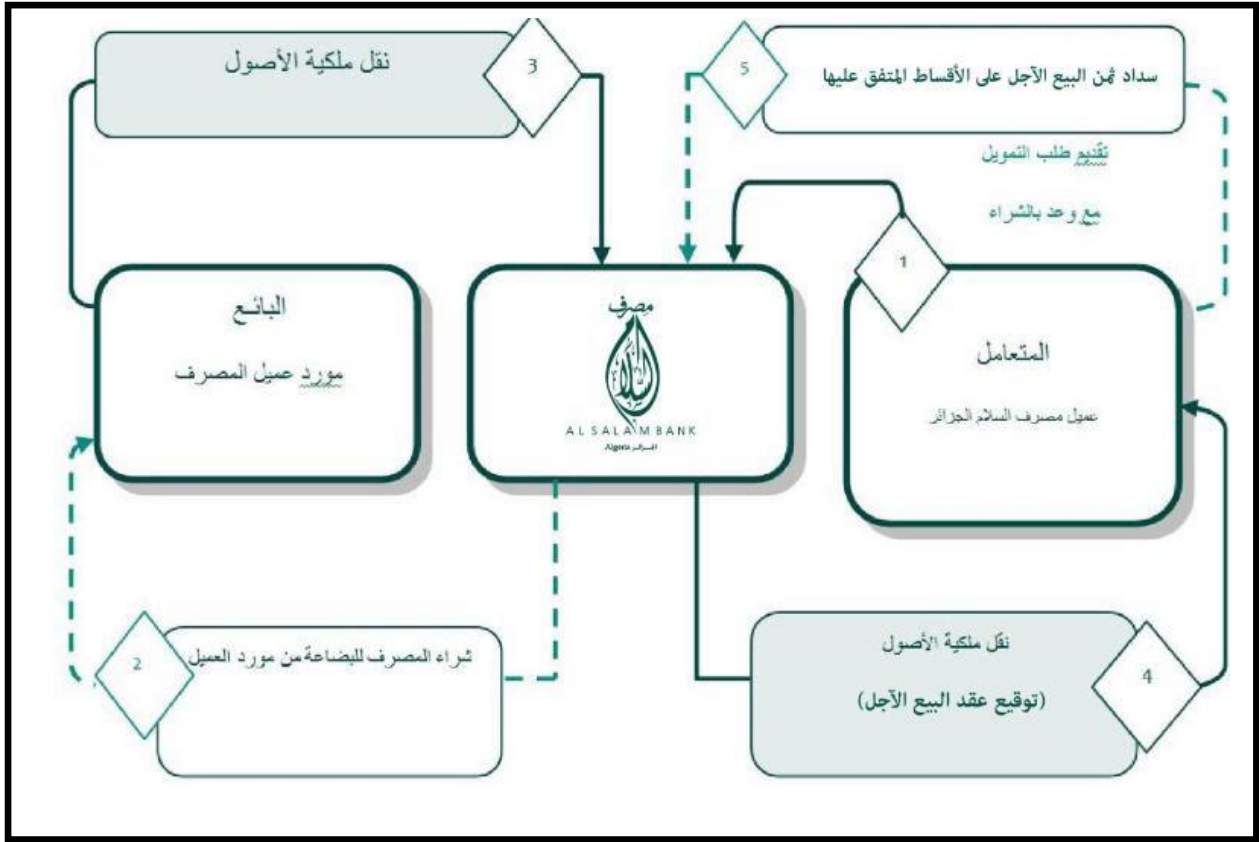 نقل ملكية الأصول
3
5
سداد ثمن البيع الآجل على الأقساط المتفق عليها
تقديم طلب التمويل
مع وعد بالشراء
1
البائع
مورد عميل المصرف
مصرف
السلام
AL SALAM BANK
Algeria الجزائر
المتعامل
عميل مصرف السلام الجزائر
2
شراء المصرف للبضاعة من مورد العميل
نقل ملكية الأصول
(توقيع عقد البيع الآجل)
4